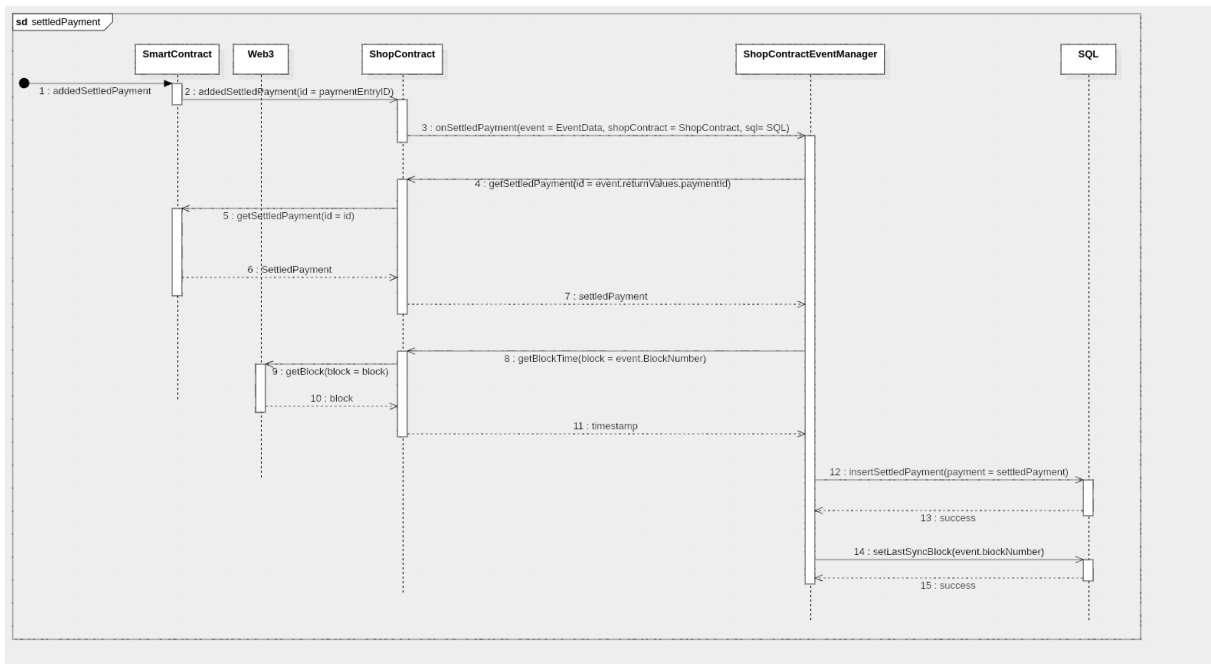 sd settledPayment
SmartContract
Web3
ShopContract
ShopContractEventManager
SQL
1 : addedSettledPayment
2 : addedSettledPayment(id = paymentEntryID)
3 : onSettledPayment(event = EventData, shopContract = ShopContract, sql= SQL)
4 : getSettledPayment(id = event.returnValues.paymentid)
5 : getSettledPayment(id = id)
6 : SettledPayment
7 : settledPayment
8 : getBlockTime(block = event.BlockNumber)
9 : getBlock(block = block)
10 : block
11 : timestamp
12 : insertSettledPayment(payment = settledPayment)
13 : success
14 : setLastSyncBlock(event.blockNumber)
15 : success